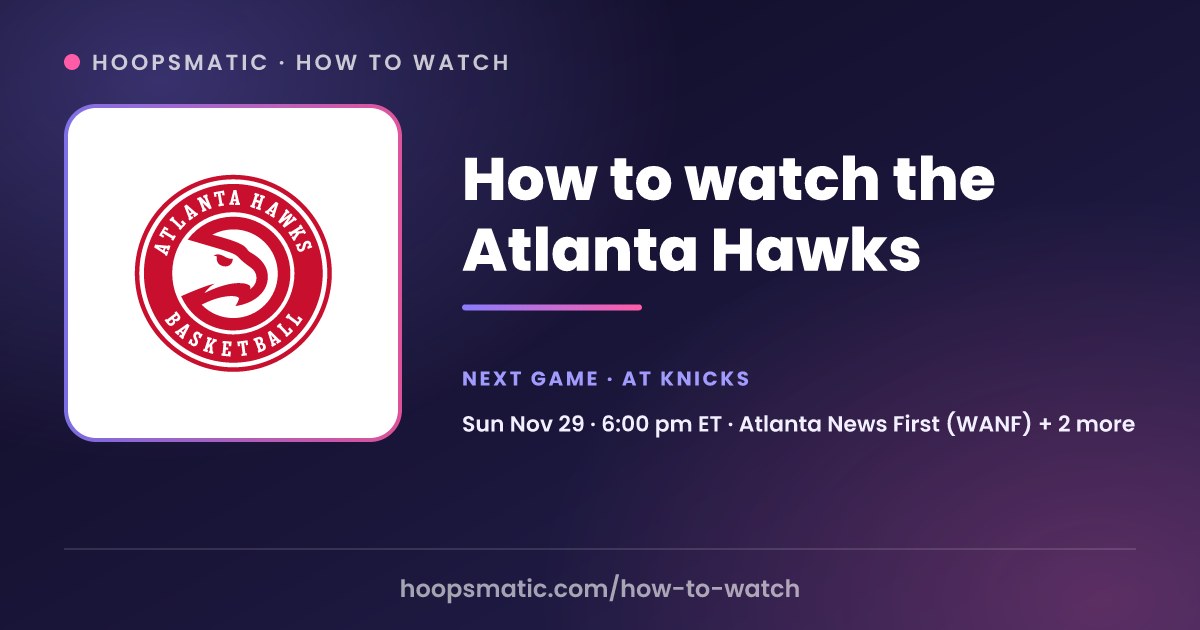 HOOPSMATIC · HOW TO WATCH
ATLANTA HAWKS
BASKETBALL
How to watch the
Atlanta Hawks
NEXT GAME · AT KNICKS
Sun Nov 29 · 6:00 pm ET · Atlanta News First (WANF) + 2 more
hoopsmatic.com/how-to-watch